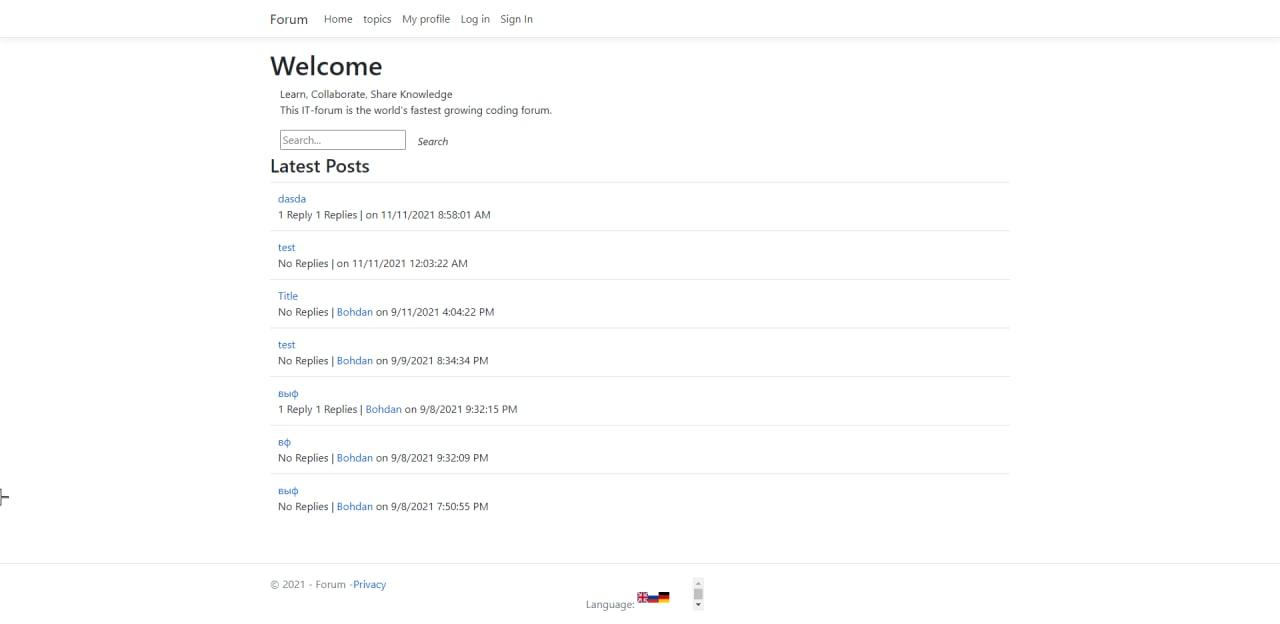 Forum Home topics My profile Log in Sign In
Welcome
Learn, Collaborate, Share Knowledge
This IT-forum is the world's fastest growing coding forum.
Search... Search
Latest Posts
dasda
1 Reply 1 Replies | on 11/11/2021 8:58:01 AM
test
No Replies | on 11/11/2021 12:03:22 AM
Title
No Replies | Bohdan on 9/11/2021 4:04:22 PM
test
No Replies | Bohdan on 9/9/2021 8:34:34 PM
выф
1 Reply 1 Replies | Bohdan on 9/8/2021 9:32:15 PM
вф
No Replies | Bohdan on 9/8/2021 9:32:09 PM
выф
No Replies | Bohdan on 9/8/2021 7:50:55 PM
© 2021 - Forum -Privacy
Language: